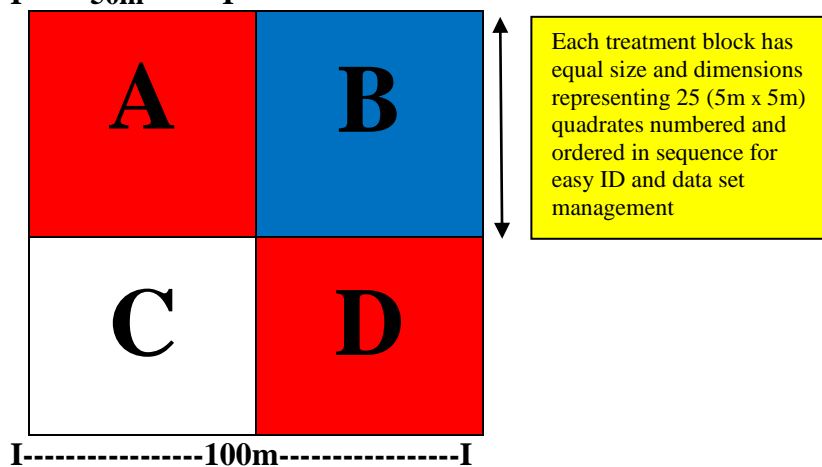 A
B
Each treatment block has
equal size and dimensions
representing 25 (5m x 5m)
quadrates numbered and
ordered in sequence for
easy ID and data set
management
C
D
I-----------------100m-----------------I